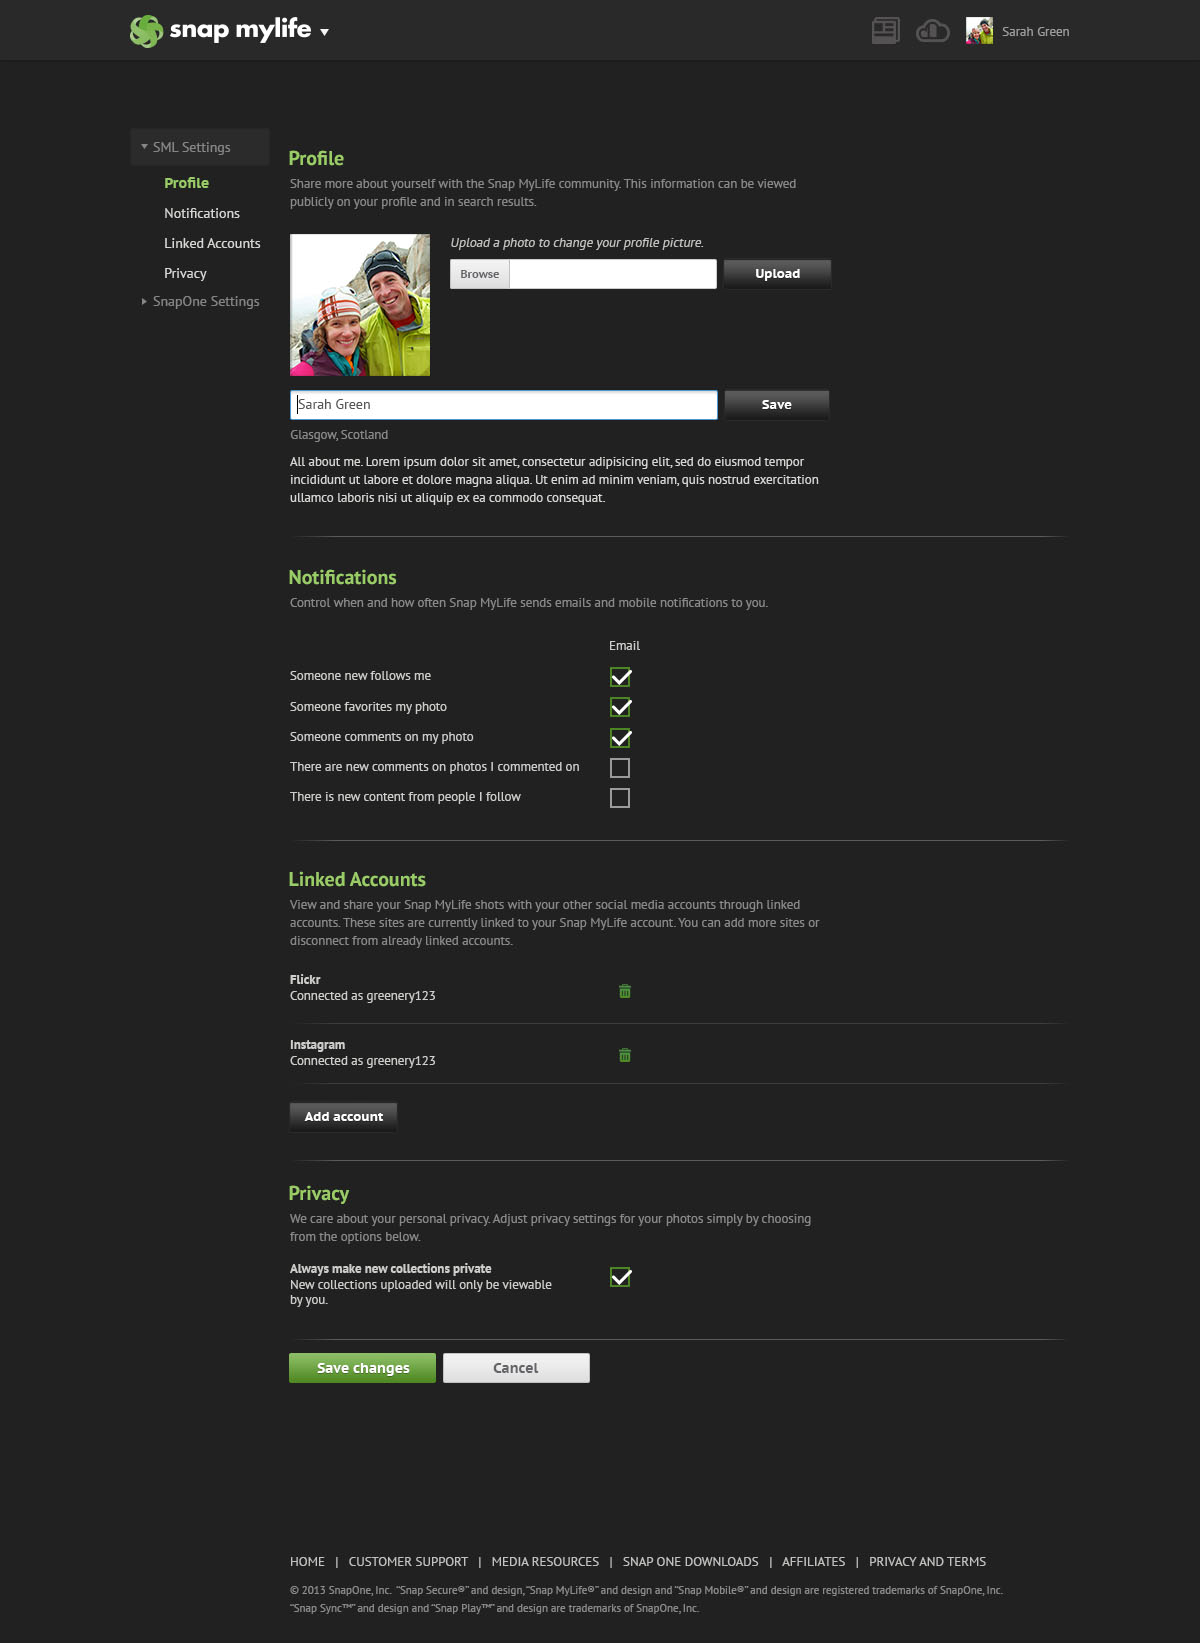 snap mylife
Sarah Green
SML Settings
Profile
Notifications
Linked Accounts
Privacy
SnapOne Settings
Profile
Share more about yourself with the Snap MyLife community. This information can be viewed
publicly on your profile and in search results.
Upload a photo to change your profile picture.
Browse
Upload
Sarah Green
Save
Glasgow, Scotland
All about me. Lorem ipsum dolor sit amet, consectetur adipisicing elit, sed do eiusmod tempor
incididunt ut labore et dolore magna aliqua. Ut enim ad minim veniam, quis nostrud exercitation
ullamco laboris nisi ut aliquip ex ea commodo consequat.
Notifications
Control when and how often Snap MyLife sends emails and mobile notifications to you.
Email
Someone new follows me
Someone favorites my photo
Someone comments on my photo
There are new comments on photos I commented on
There is new content from people I follow
Linked Accounts
View and share your Snap MyLife shots with your other social media accounts through linked
accounts. These sites are currently linked to your Snap MyLife account. You can add more sites or
disconnect from already linked accounts.
Flickr
Connected as greenery123
Instagram
Connected as greenery123
Add account
Privacy
We care about your personal privacy. Adjust privacy settings for your photos simply by choosing
from the options below.
Always make new collections private
New collections uploaded will only be viewable
by you.
Save changes
Cancel
HOME | CUSTOMER SUPPORT | MEDIA RESOURCES | SNAP ONE DOWNLOADS | AFFILIATES | PRIVACY AND TERMS
© 2013 SnapOne, Inc. “Snap Secure®” and design, “Snap MyLife®” and design and “Snap Mobile®” and design are registered trademarks of SnapOne, Inc.
“Snap Sync™” and design and “Snap Play™” and design are trademarks of SnapOne, Inc.